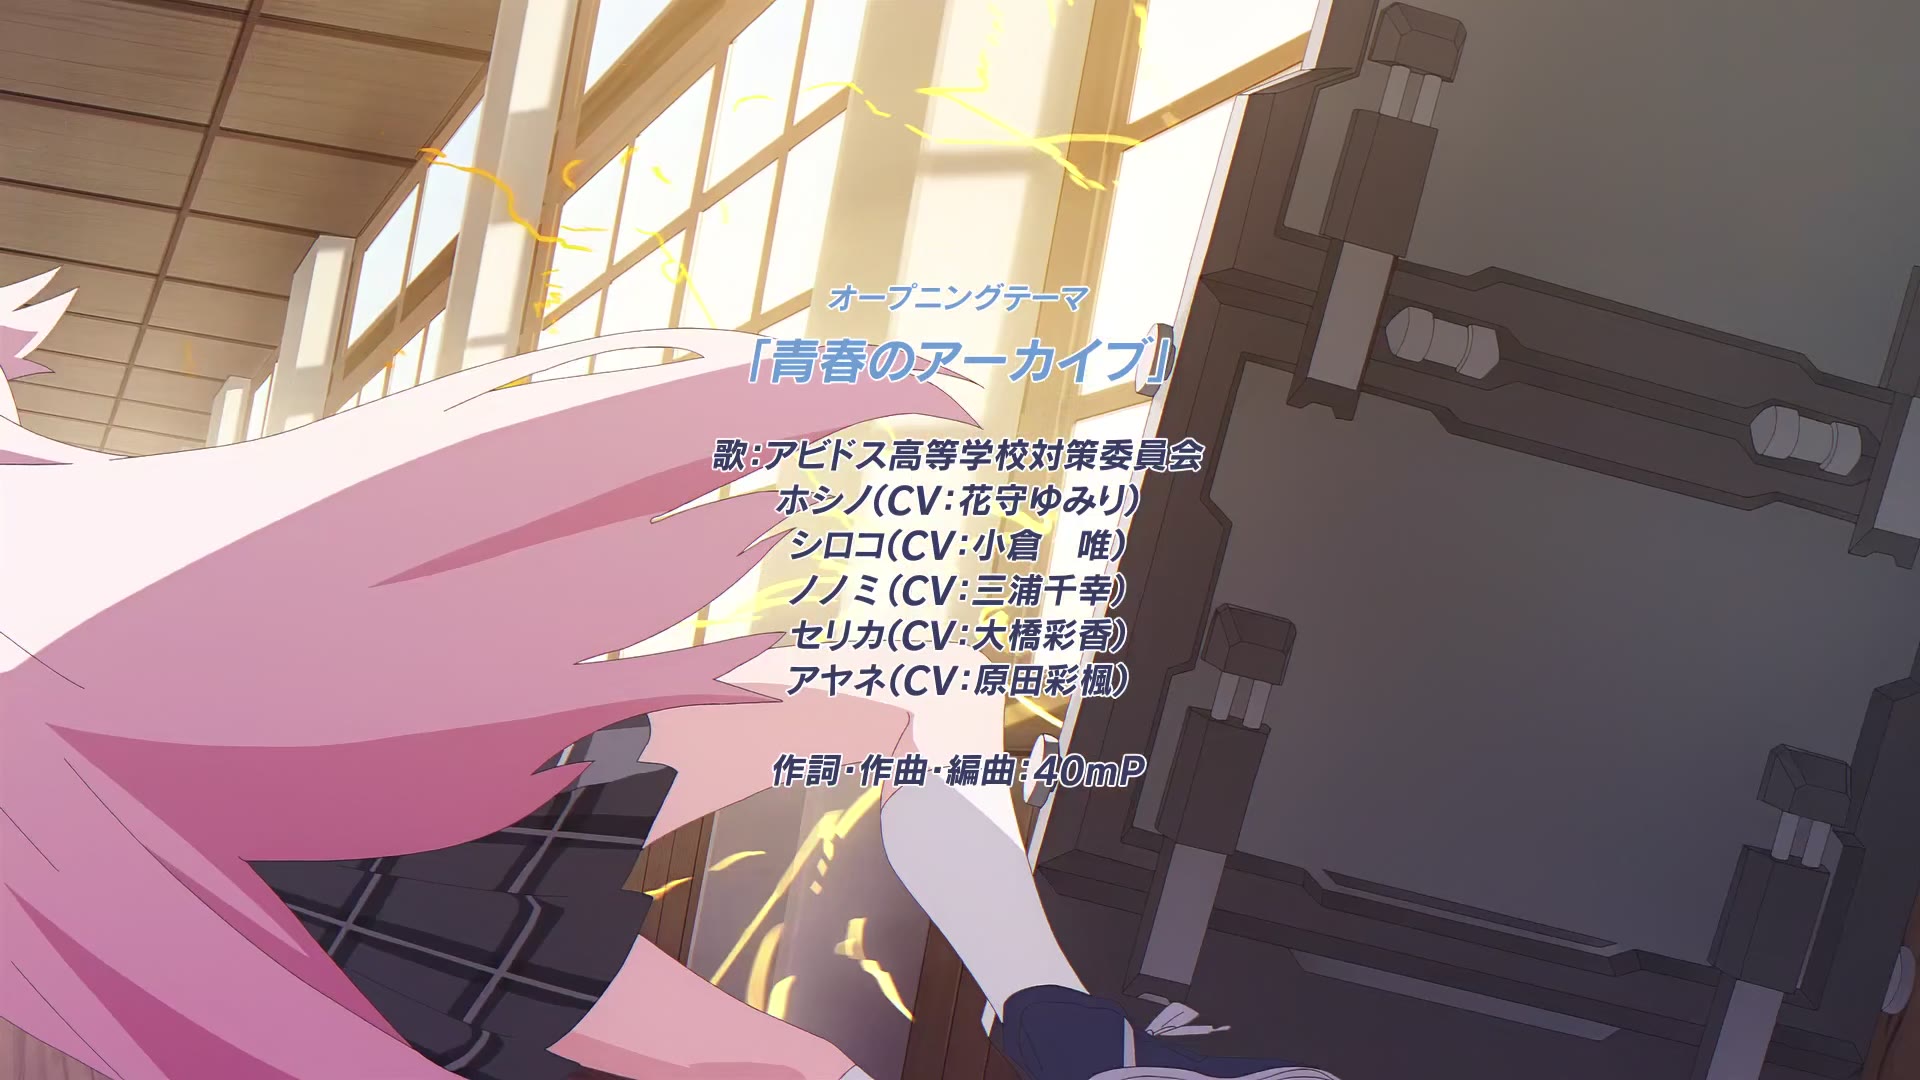 オープニングテーマ
「青春のアーカイブ」
歌：アビドス高等学校対策委員会
ホシノ（CV：花守ゆみり）
シロコ（CV：小倉　唯）
ノノミ（CV：三浦千幸）
セリカ（CV：大橋彩香）
アヤネ（CV：原田彩楓）
作詞・作曲・編曲：40mP